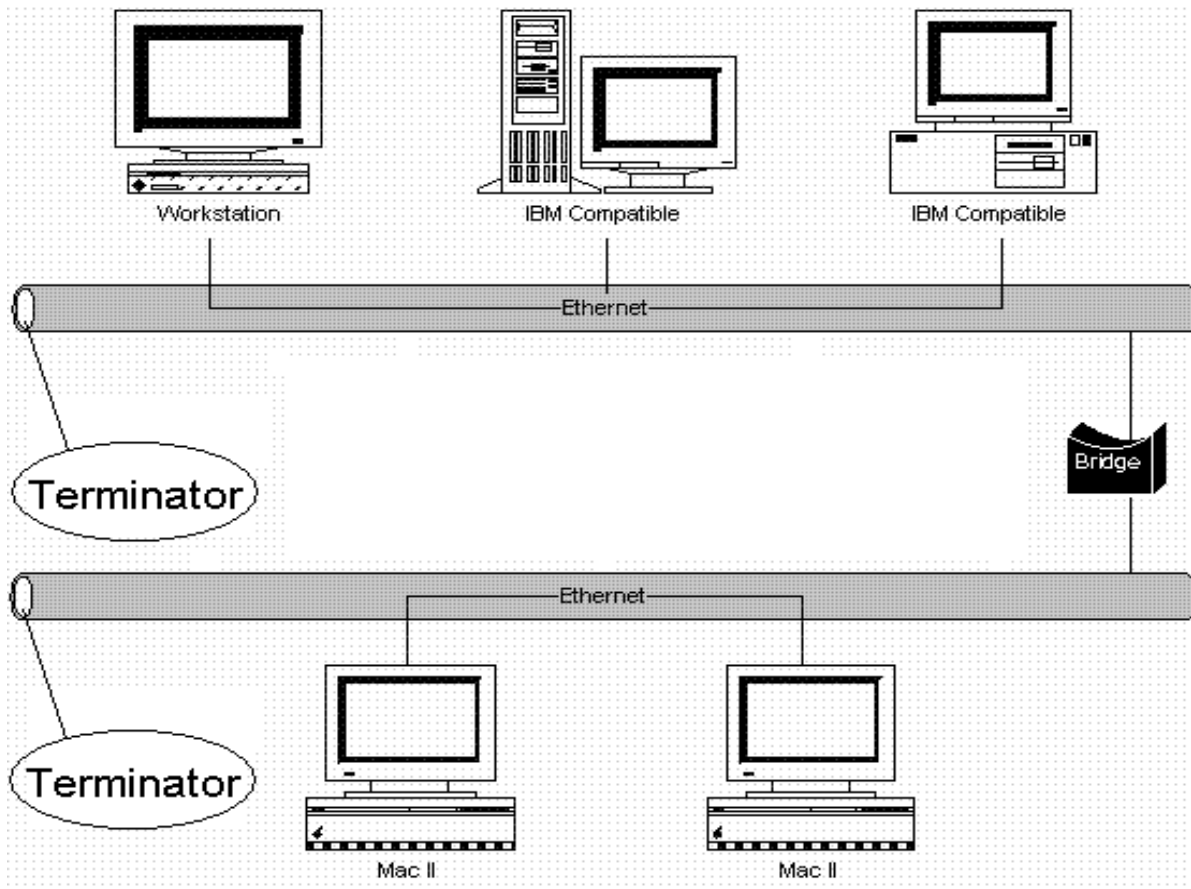 Workstation
IBM Compatible
IBM Compatible
Ethernet
Terminator
Bridge
Ethernet
Terminator
Mac II
Mac II